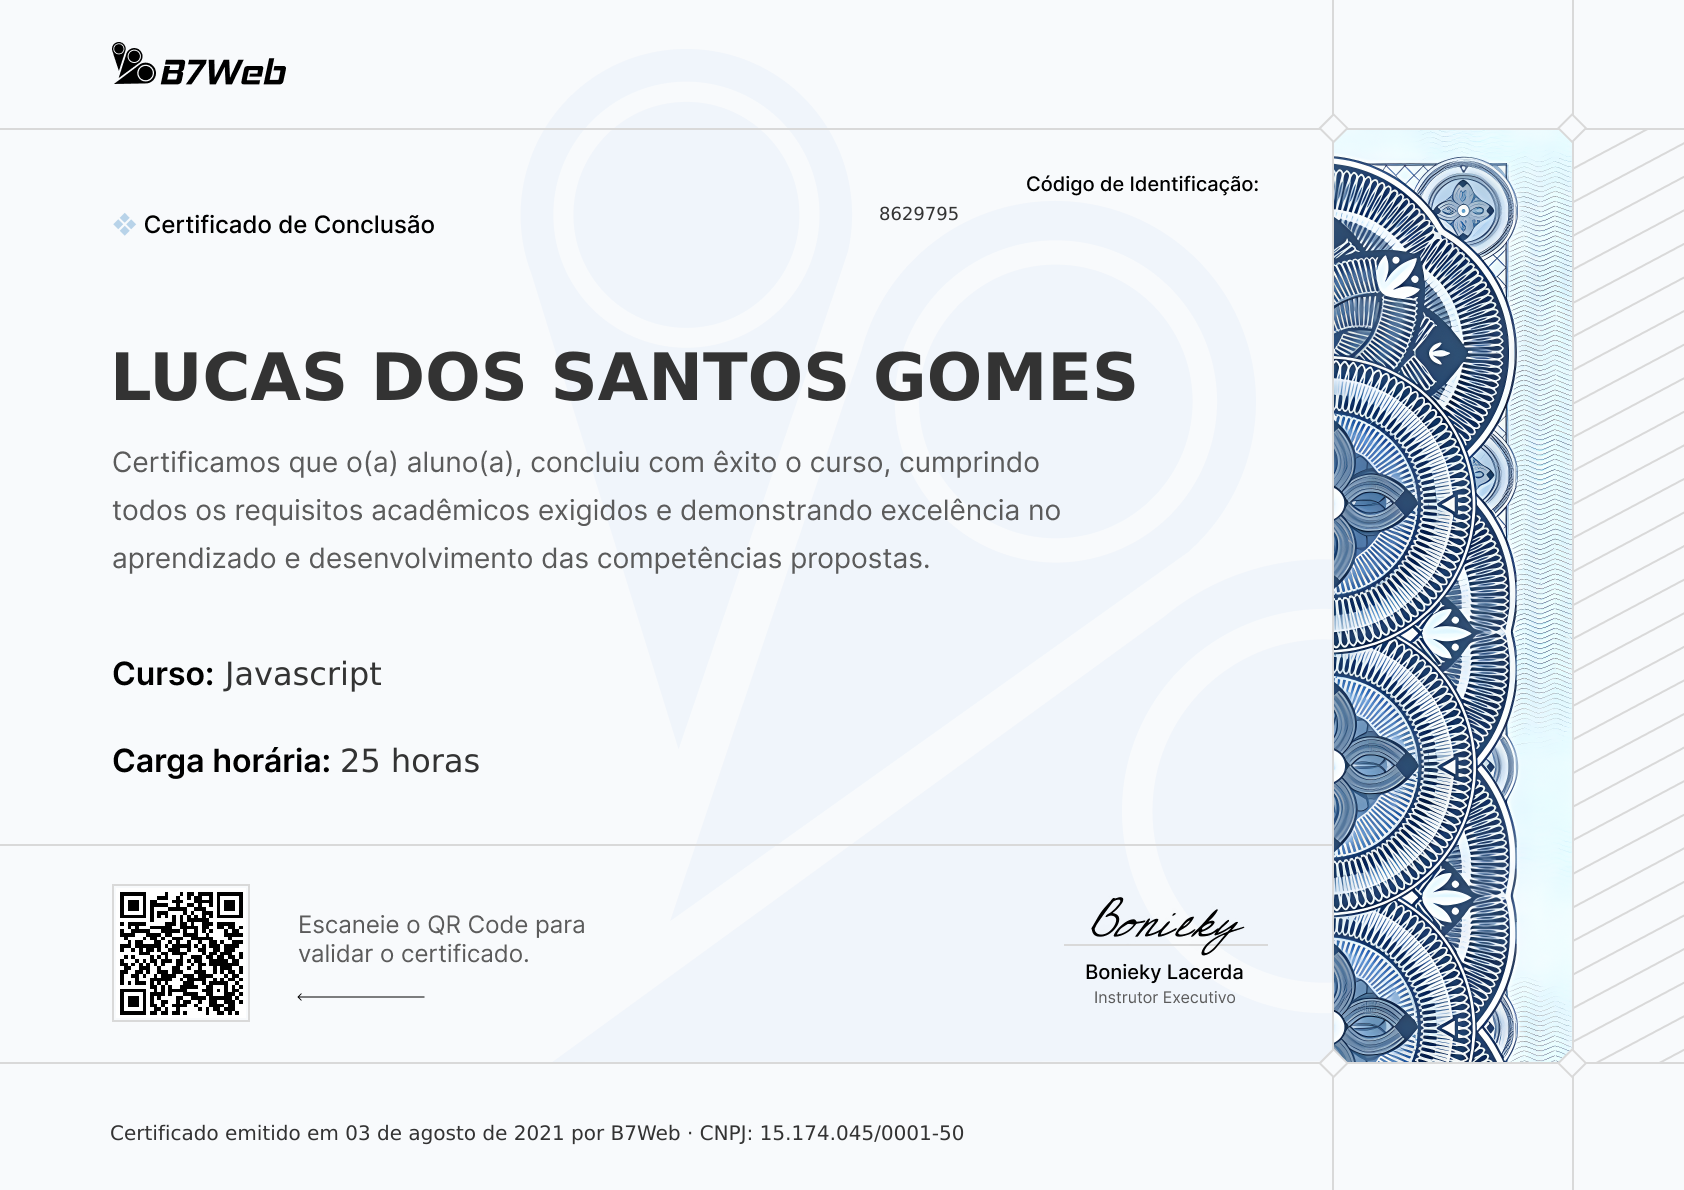 B7Web
Código de Identificação:
8629795
Certificado de Conclusão
LUCAS DOS SANTOS GOMES
Certificamos que o(a) aluno(a), concluiu com êxito o curso, cumprindo
todos os requisitos acadêmicos exigidos e demonstrando excelência no
aprendizado e desenvolvimento das competências propostas.
Curso: Javascript
Carga horária: 25 horas
Escaneie o QR Code para
validar o certificado.
Bonieky
Bonieky Lacerda
Instrutor Executivo
Certificado emitido em 03 de agosto de 2021 por B7Web · CNPJ: 15.174.045/0001-50